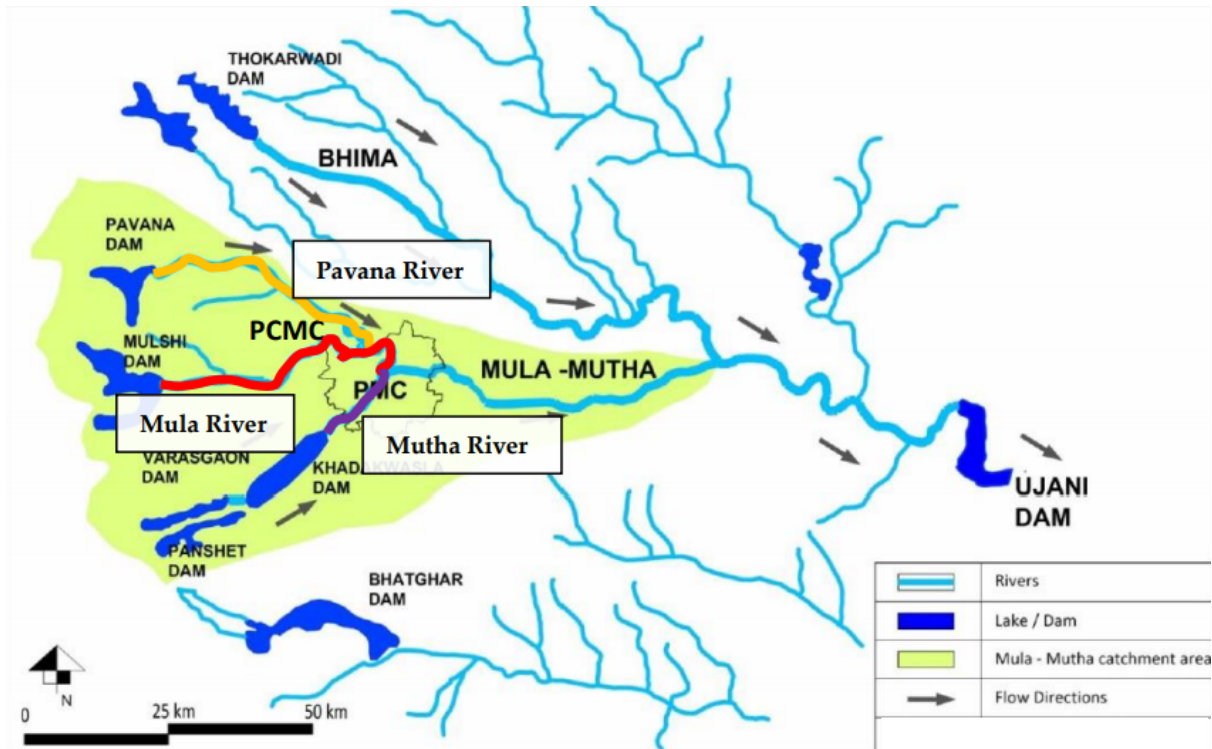 THOKARWADI
DAM
BHIMA
PAVANA
DAM
Pavana River
PCMC
MULSHI
DAM
MULA -MUTHA
PMC
Mula River
Mutha River
VARASGAON
DAM
KHADAKWASLA
DAM
UJANI
DAM
PANSHET
DAM
BHATGHAR
DAM
Rivers
Lake / Dam
Mula - Mutha catchment area
Flow Directions
N
0
25 km
50 km